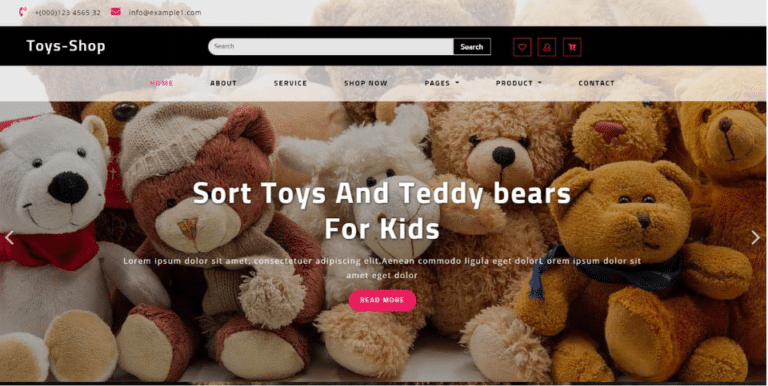 +(000)123 4565 32 info@example1.com
Toys-Shop
Search Search
HOME ABOUT SERVICE SHOP NOW PAGES PRODUCT CONTACT
Sort Toys And Teddy bears
For Kids
Lorem ipsum dolor sit amet, consectetuer adipiscing elit.Aenean commodo ligula eget dolorL orem ipsum dolor sit
amet eget dolor
READ MORE